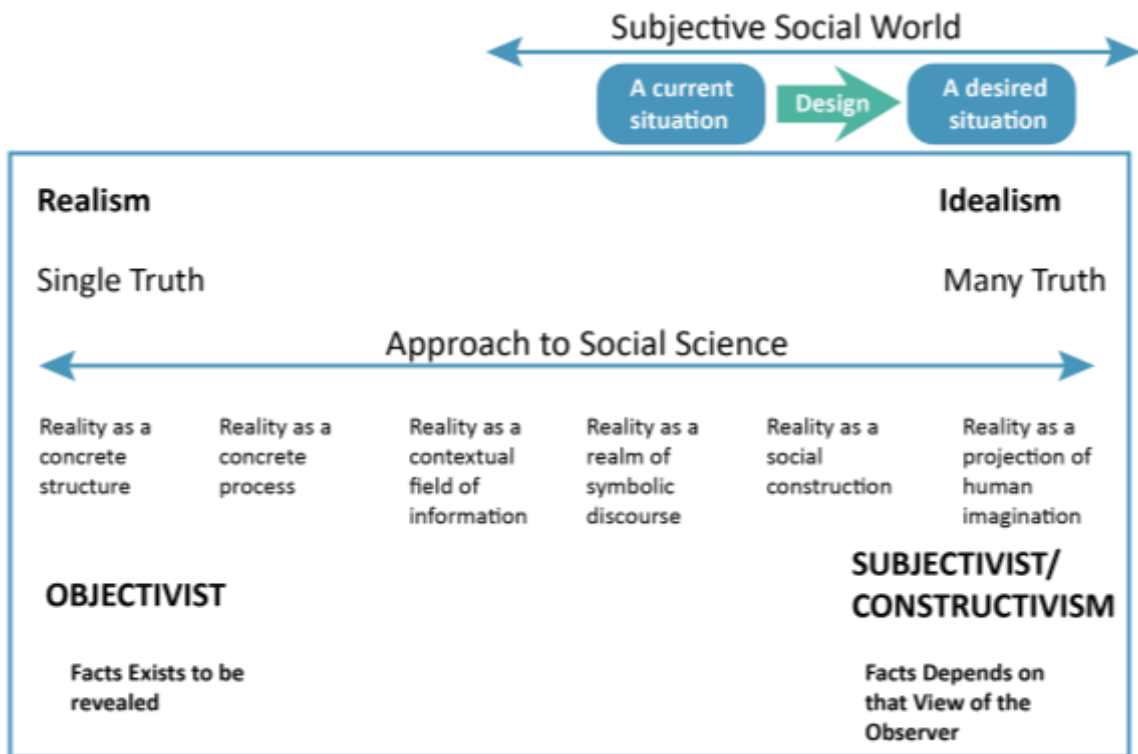 Subjective Social World
A current
situation
Design
A desired
situation
Realism
Idealism
Single Truth
Many Truth
Approach to Social Science
Reality as a
concrete
structure
Reality as a
concrete
process
Reality as a
contextual
field of
information
Reality as a
realm of
symbolic
discourse
Reality as a
social
construction
Reality as a
projection of
human
imagination
OBJECTIVIST
SUBJECTIVIST/
CONSTRUCTIVISM
Facts Exists to be
revealed
Facts Depends on
that View of the
Observer